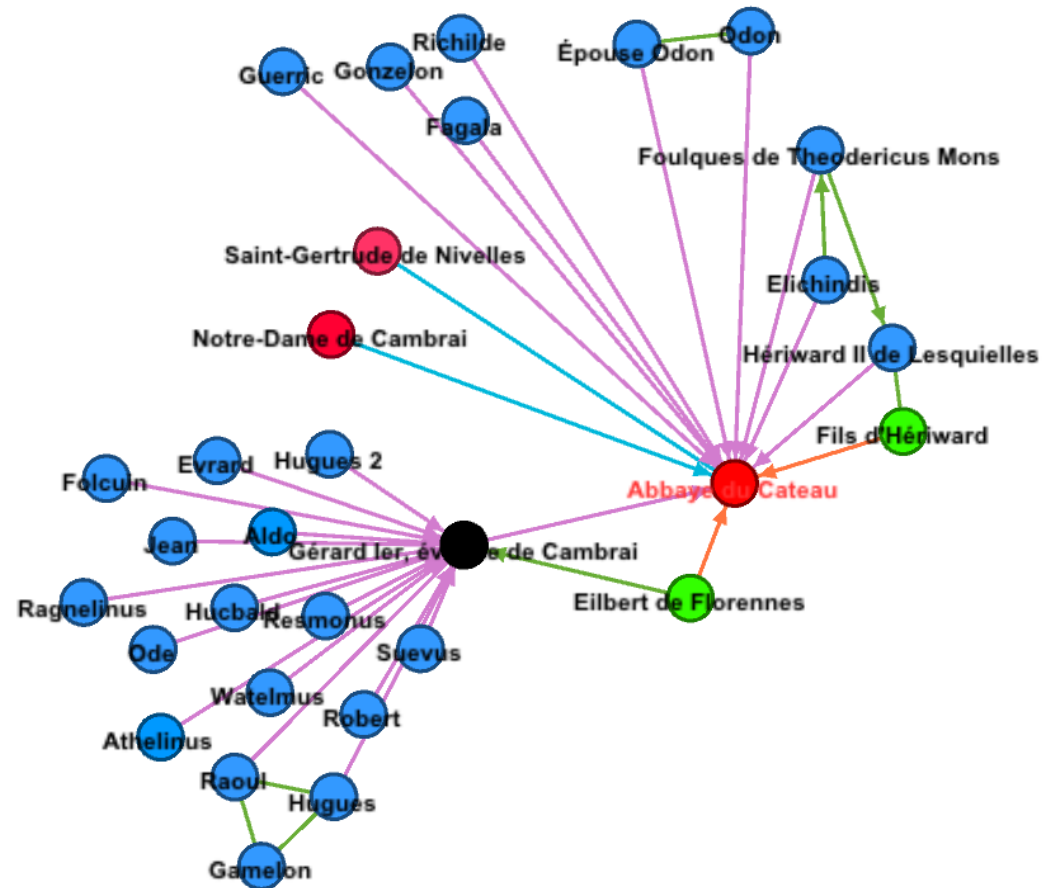 Richilde
Odon
Épouse Odon
Guerric
Gonzelon
Fagala
Foulques de Theodericus Mons
Saint-Gertrude de Nivelles
Elichindis
Notre-Dame de Cambrai
Hériward II de Lesquielles
Fils d'Hériward
Evrard
Hugues 2
Folcuin
Abbaye du Cateau
Aldo
Jean
Gérard Ier, évêque de Cambrai
Ragnelinus
Hucbald
Resmonus
Eilbert de Florennes
Ode
Suevus
Watelmus
Robert
Athelinus
Raoul
Hugues
Gamelon